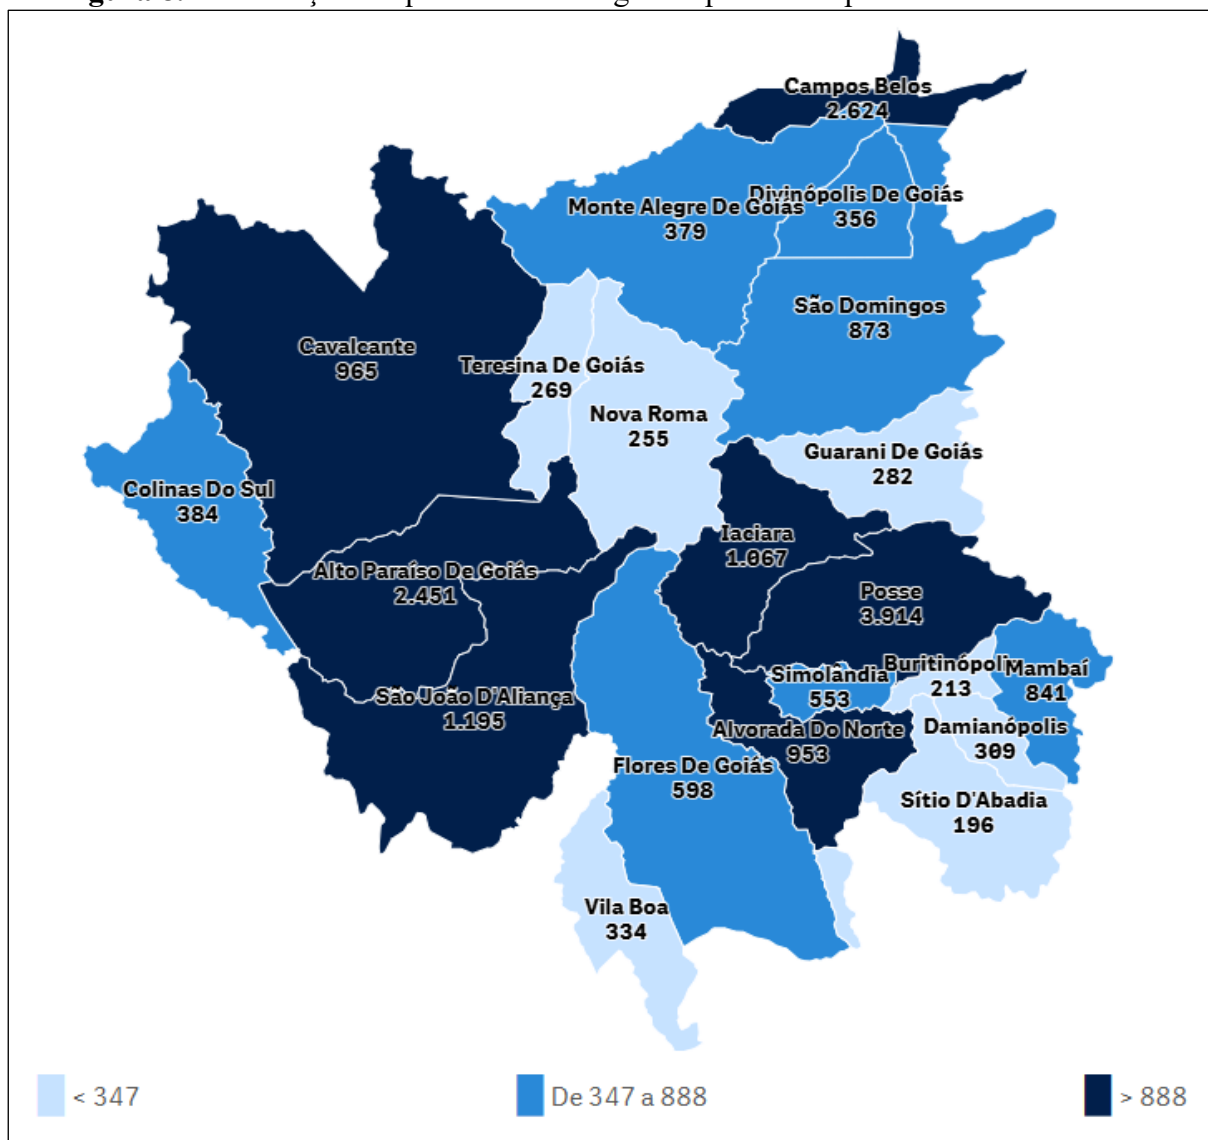 Campos Belos
2.624
Divinópolis De Goiás
356
Monte Alegre De Goiás
379
São Domingos
873
Cavalcante
965
Teresina De Goiás
269
Nova Roma
255
Guarani De Goiás
282
Colinas Do Sul
384
Iaciara
1.067
Alto Paraíso De Goiás
2.451
Posse
3.914
Buritinópoli
213
Mambaí
841
Simolândia
553
São João D'Aliança
1.195
Alvorada Do Norte
953
Damianópolis
309
Flores De Goiás
598
Sítio D'Abadia
196
Vila Boa
334
< 347
De 347 a 888
> 888